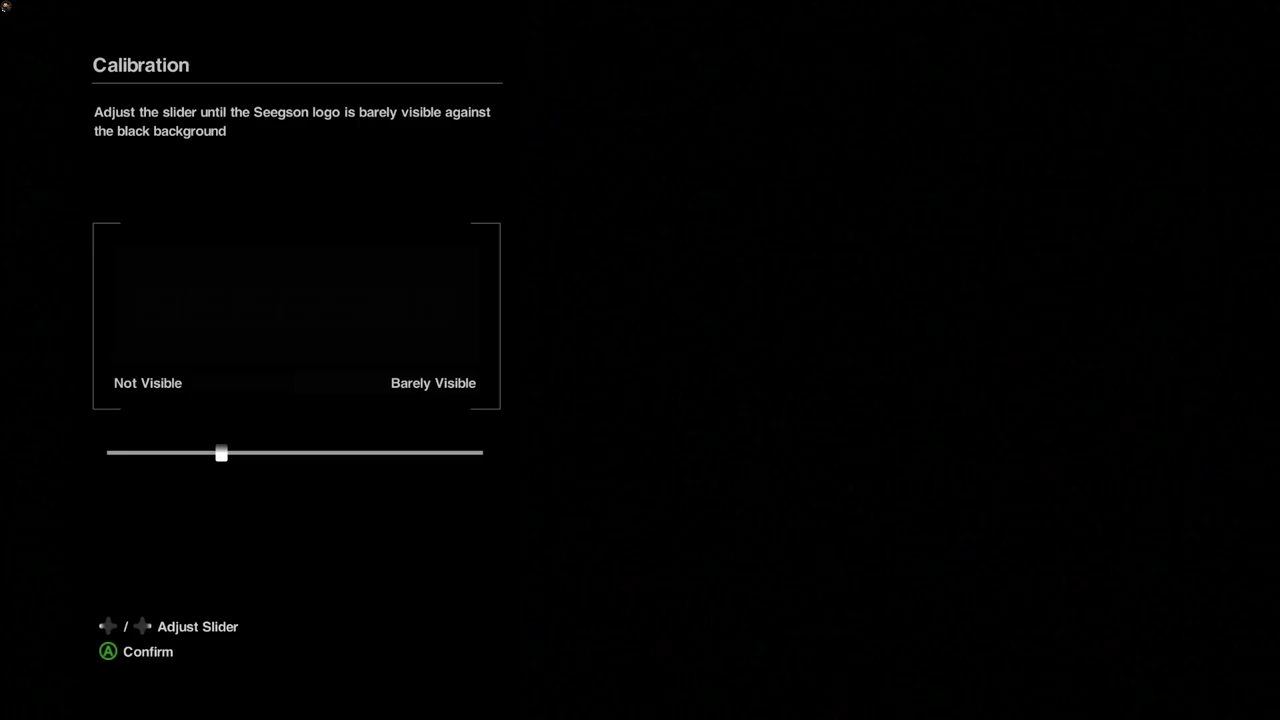 Calibration
Adjust the slider until the Seegson logo is barely visible against
the black background
Not Visible
Barely Visible
/
Adjust Slider
A
Confirm